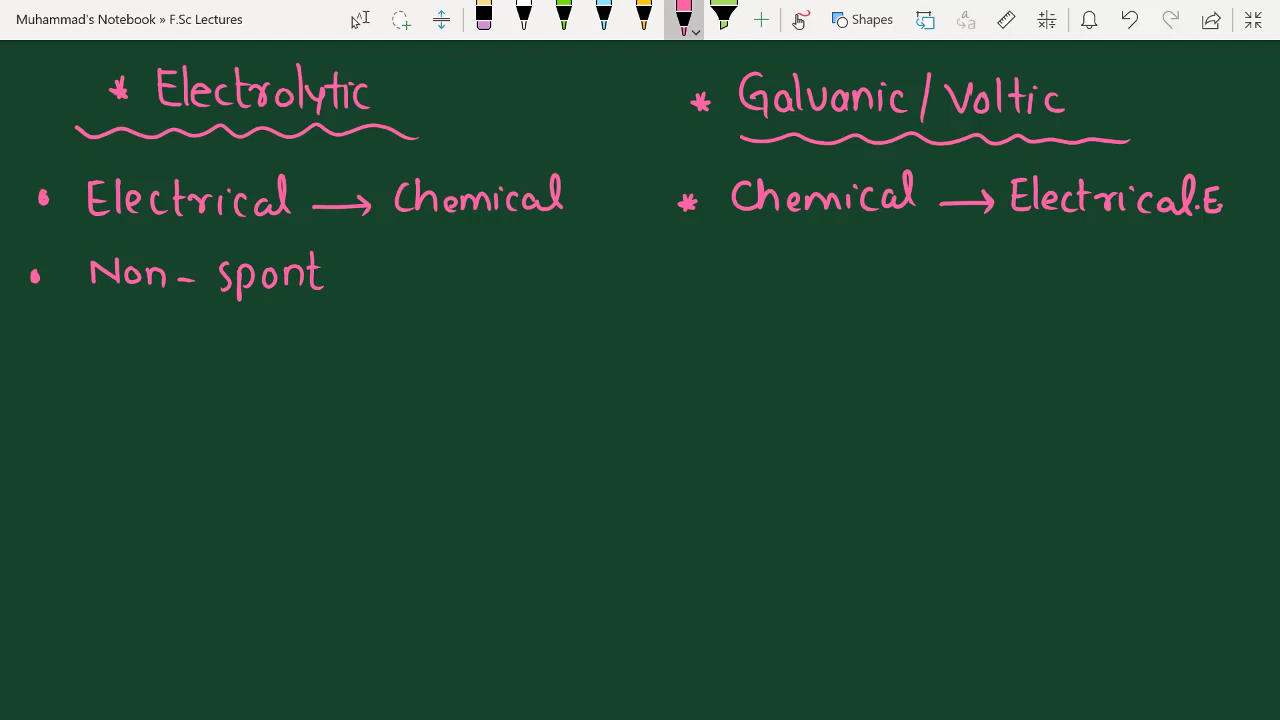 Muhammad's Notebook » F.Sc Lectures
Shapes
* Electrolytic
* Galvanic / Voltic
• Electrical → Chemical
* Chemical → Electrical.E
• Non - spont